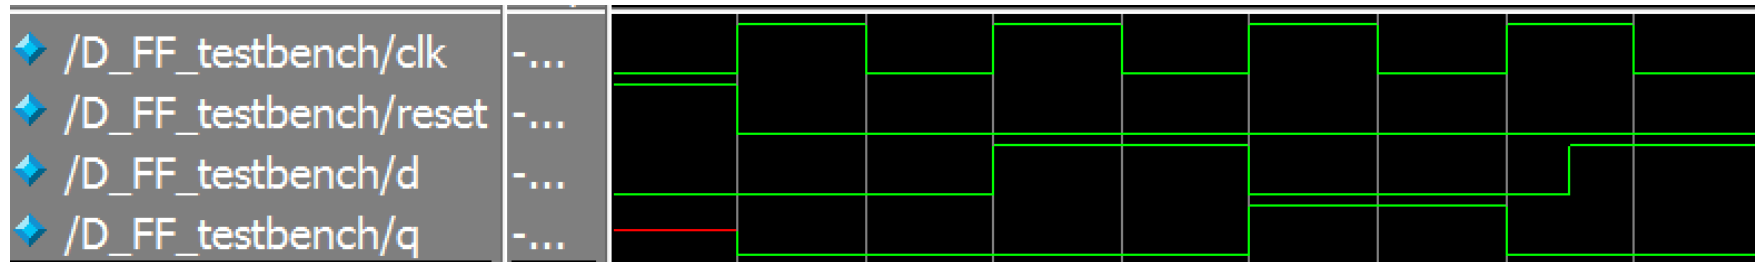 /D_FF_testbench/clk -...
/D_FF_testbench/reset -...
/D_FF_testbench/d -...
/D_FF_testbench/q -...